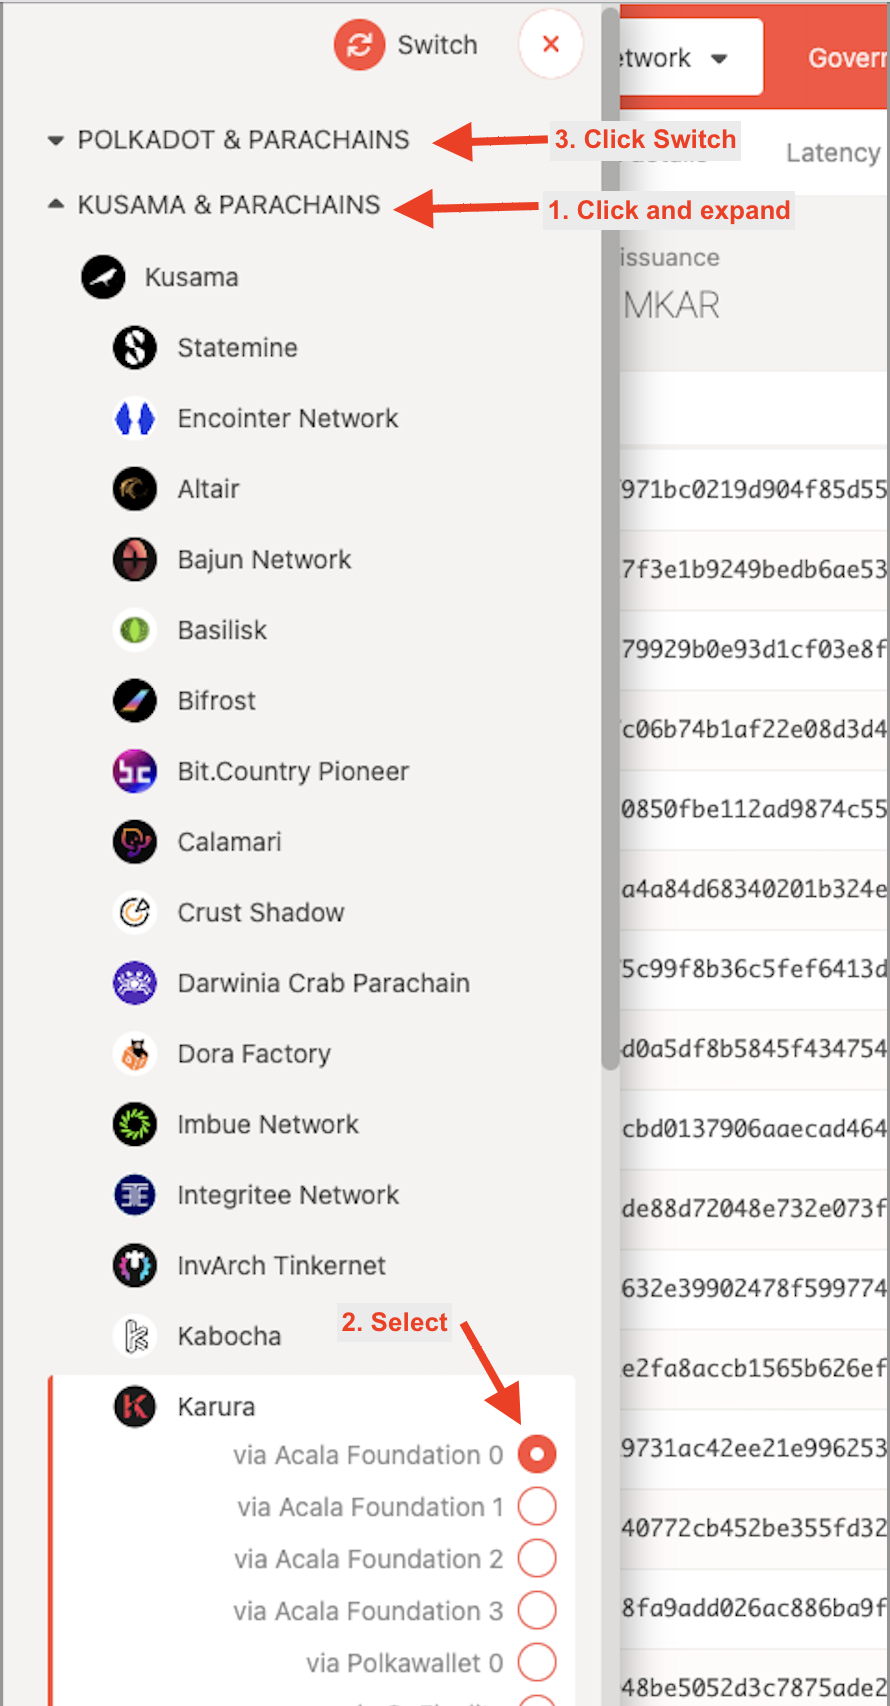 Switch
etwork
Govern
POLKADOT & PARACHAINS
3. Click Switch
Latency
KUSAMA & PARACHAINS
1. Click and expand
issuance
MKAR
Kusama
Statemine
Encointer Network
Altair
971bc0219d904f85d55
Bajun Network
7f3e1b9249bedb6ae53
Basilisk
79929b0e93d1cf03e8f
Bifrost
c06b74b1af22e08d3d4
Bit.Country Pioneer
0850fbe112ad9874c55
Calamari
a4a84d68340201b324e
Crust Shadow
5c99f8b36c5fef6413d
Darwinia Crab Parachain
Dora Factory
d0a5df8b5845f434754
Imbue Network
cbd0137906aaecad464
Integritee Network
de88d72048e732e073f
InvArch Tinkernet
632e39902478f599774
2. Select
Kabocha
e2fa8accb1565b626ef
Karura
via Acala Foundation 0
9731ac42ee21e996253
via Acala Foundation 1
40772cb452be355fd32
via Acala Foundation 2
via Acala Foundation 3
8fa9add026ac886ba9f
via Polkawallet 0
48be5052d3c7875ade2